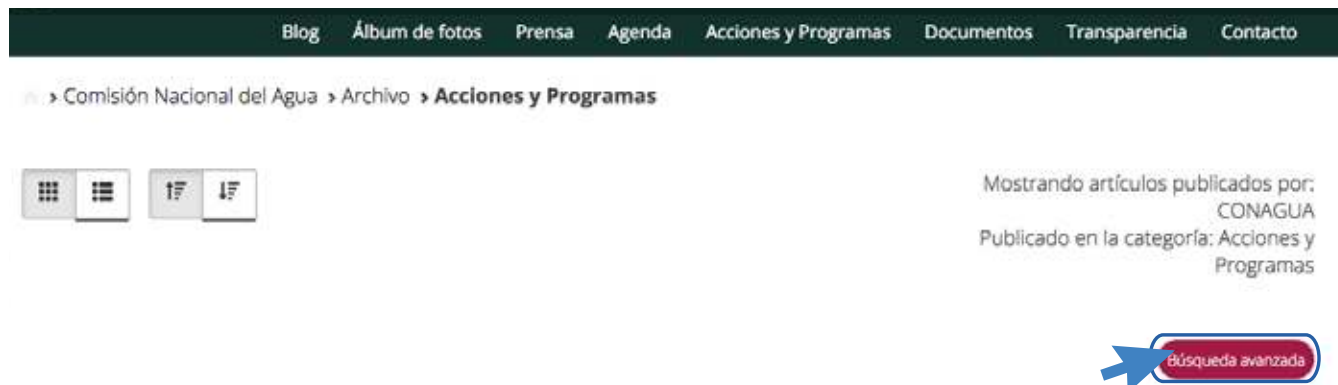 Blog Álbum de fotos Prensa Agenda Acciones y Programas Documentos Transparencia Contacto
› Comisión Nacional del Agua › Archivo › Acciones y Programas
Mostrando artículos publicados por:
CONAGUA
Publicado en la categoría: Acciones y
Programas
Búsqueda avanzada